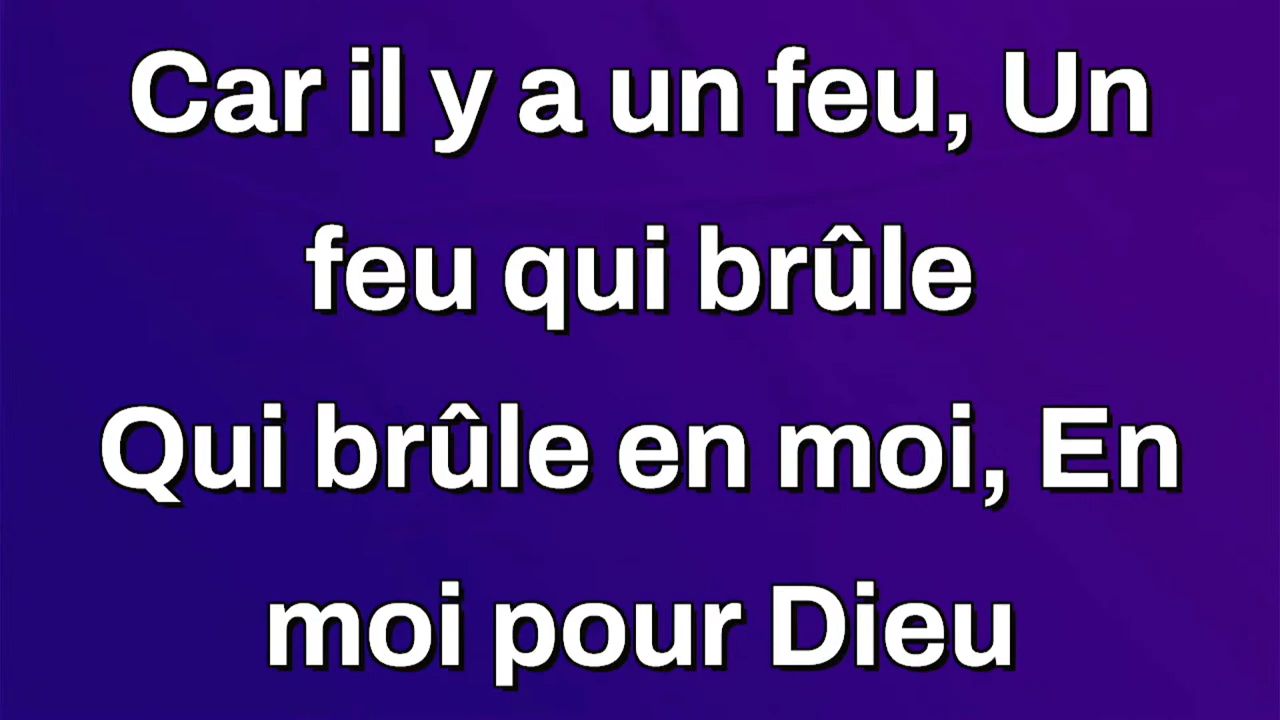 Car il y a un feu, Un
feu qui brûle
Qui brûle en moi, En
moi pour Dieu